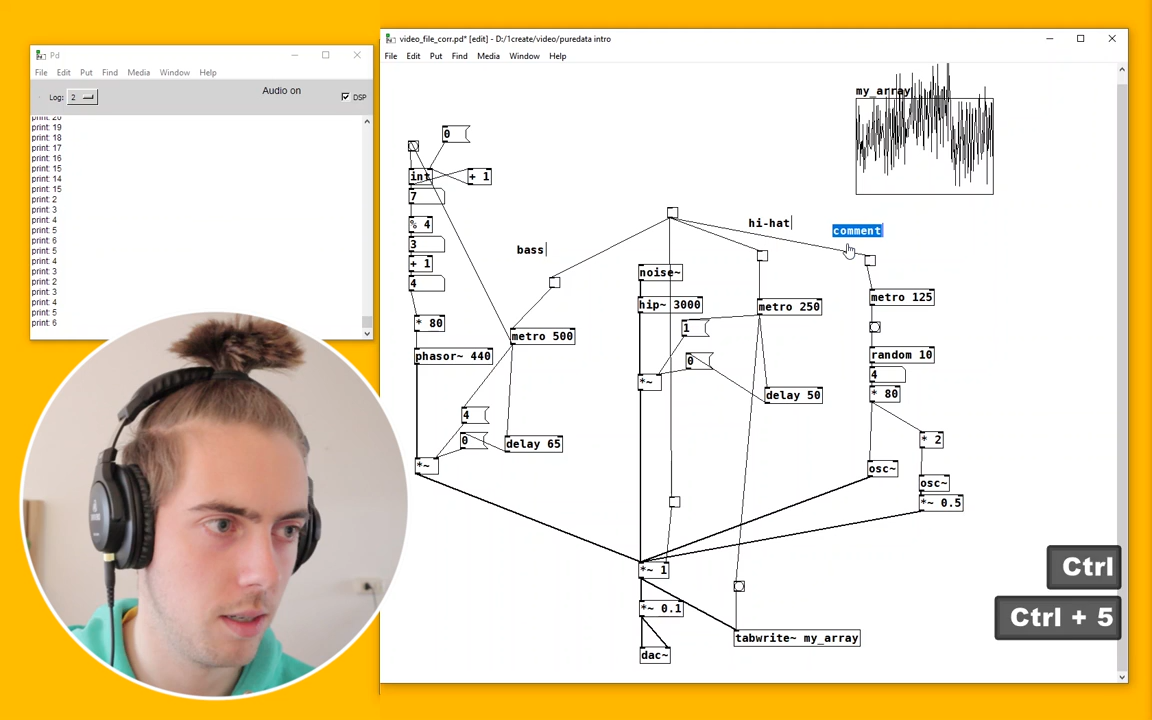 Pd
File Edit Put Find Media Window Help
Log: 2
Audio on
DSP
print: 20
print: 19
print: 18
print: 17
print: 16
print: 15
print: 14
print: 15
print: 2
print: 3
print: 4
print: 5
print: 6
print: 5
print: 4
print: 3
print: 2
print: 3
print: 4
print: 5
print: 6
video_file_corr.pd* [edit] - D:/1create/video/puredata intro
File Edit Put Find Media Window Help
my_array
0
int
+ 1
7
% 4
3
+ 1
4
* 80
phasor~ 440
bass
metro 500
4
0
delay 65
*~
noise~
hip~ 3000
1
0
*~
hi-hat
metro 250
delay 50
comment
metro 125
random 10
4
* 80
* 2
osc~
osc~
*~ 0.5
*~ 1
*~ 0.1
dac~
tabwrite~ my_array
Ctrl
Ctrl + 5